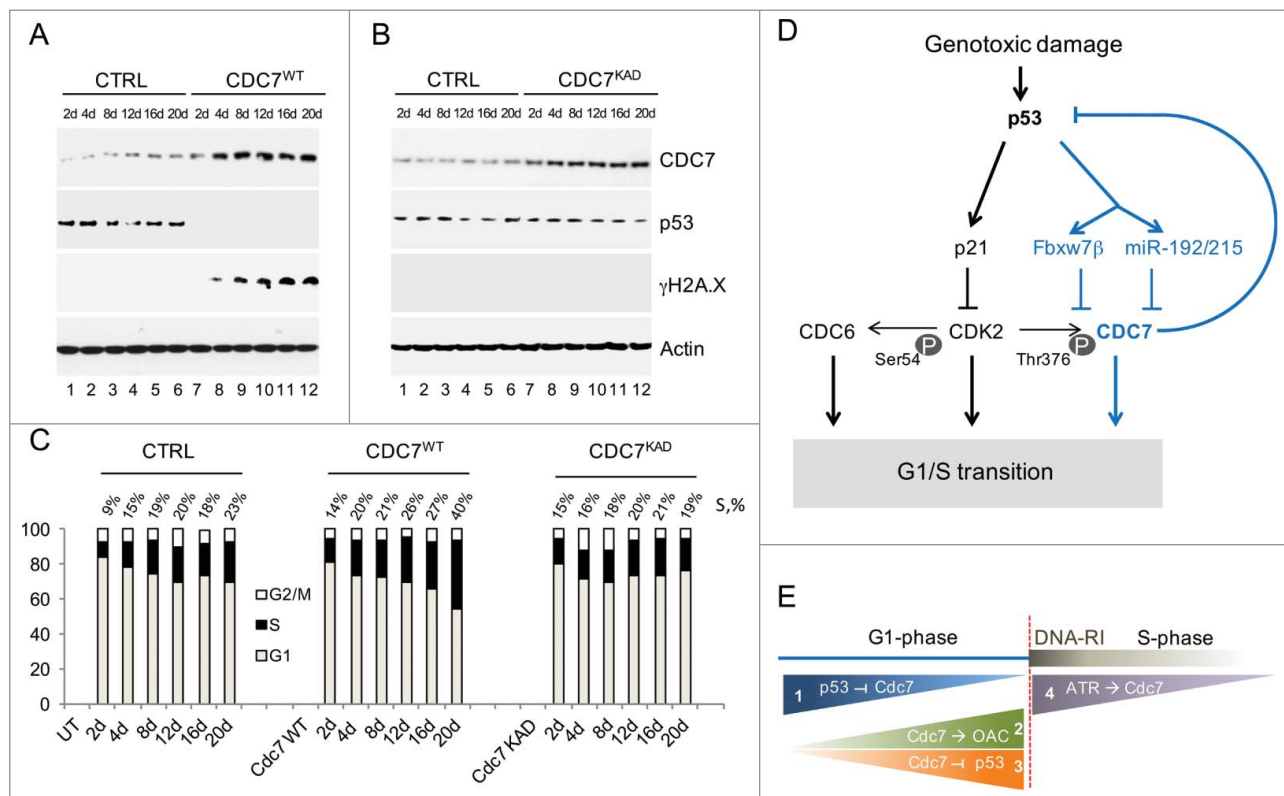 A
CTRL CDC7WT
2d 4d 8d 12d 16d 20d 2d 4d 8d 12d 16d 20d
1 2 3 4 5 6 7 8 9 10 11 12
B
CTRL CDC7KAD
2d 4d 8d 12d 16d 20d 2d 4d 8d 12d 16d 20d
CDC7
p53
γH2A.X
Actin
1 2 3 4 5 6 7 8 9 10 11 12
C
CTRL CDC7WT CDC7KAD
9% 15% 19% 20% 18% 23% 14% 20% 21% 26% 27% 40% 15% 16% 18% 20% 21% 19% S,%
100
80
60
40
20
0
G2/M
S
G1
UT 2d 4d 8d 12d 16d 20d Cdc7 WT 2d 4d 8d 12d 16d 20d Cdc7 KAD 2d 4d 8d 12d 16d 20d
D
Genotoxic damage
p53
p21 Fbxw7β miR-192/215
CDC6 CDK2 CDC7
Ser54 P Thr376 P
G1/S transition
E
G1-phase DNA-RI S-phase
1 p53 ⊣ Cdc7 4 ATR → Cdc7
Cdc7 → OAC 2
Cdc7 ⊣ p53 3